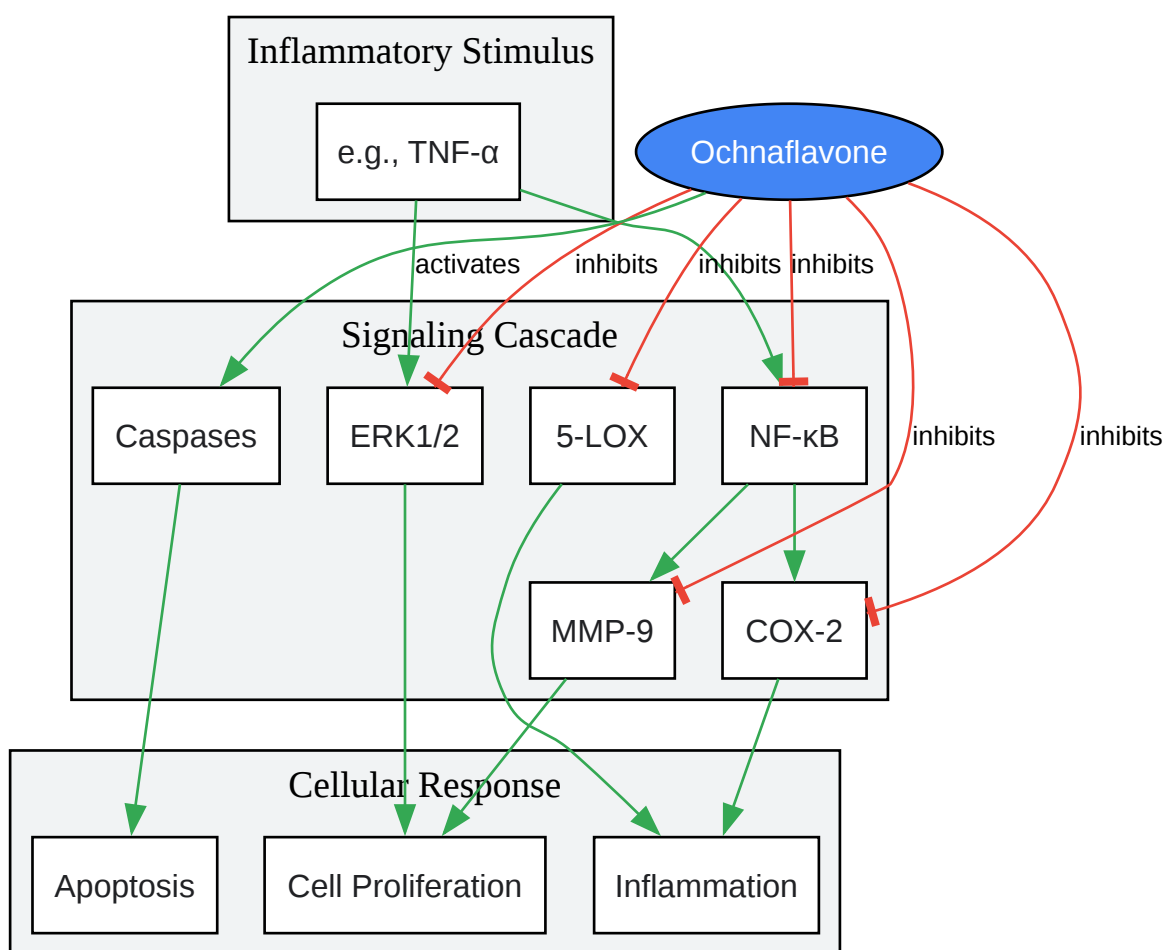 Inflammatory Stimulus
e.g., TNF-α
Ochnaflavone
activates
inhibits
inhibits
inhibits
Signaling Cascade
Caspases
ERK1/2
5-LOX
NF-κB
inhibits
inhibits
MMP-9
COX-2
Cellular Response
Apoptosis
Cell Proliferation
Inflammation